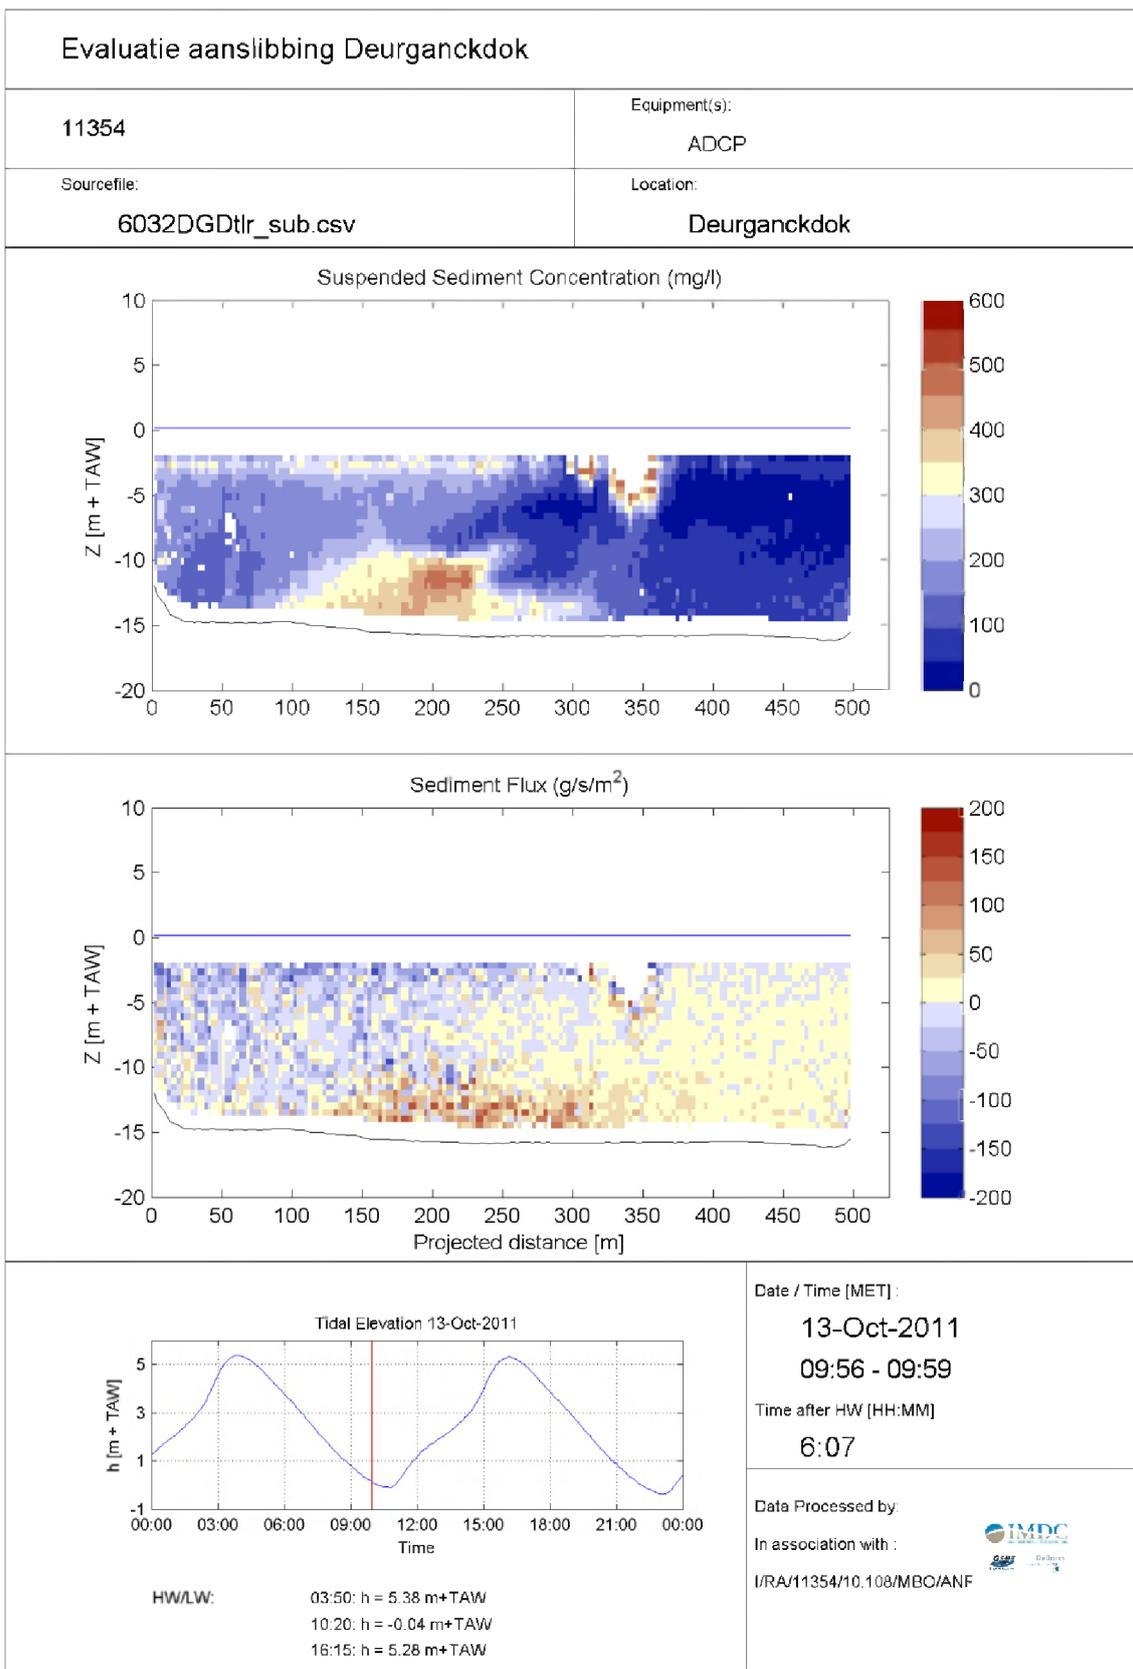 Evaluatie aanslibbing Deurganckdok
11354
Equipment(s):
ADCP
Sourcefile:
6032DGDtlr_sub.csv
Location:
Deurganckdok
Suspended Sediment Concentration (mg/l)
10
5
0
-5
-10
-15
-20
Z [m + TAW]
0 50 100 150 200 250 300 350 400 450 500
600
500
400
300
200
100
0
Sediment Flux (g/s/m²)
10
5
0
-5
-10
-15
-20
Z [m + TAW]
0 50 100 150 200 250 300 350 400 450 500
Projected distance [m]
200
150
100
50
0
-50
-100
-150
-200
Tidal Elevation 13-Oct-2011
5
3
1
-1
h [m + TAW]
00:00 03:00 06:00 09:00 12:00 15:00 18:00 21:00 00:00
Time
HW/LW:
03:50: h = 5.38 m+TAW
10:20: h = -0.04 m+TAW
16:15: h = 5.28 m+TAW
Date / Time [MET] :
13-Oct-2011
09:56 - 09:59
Time after HW [HH:MM]
6:07
Data Processed by:
IMDC
In association with :
I/RA/11354/10.108/MBO/ANF